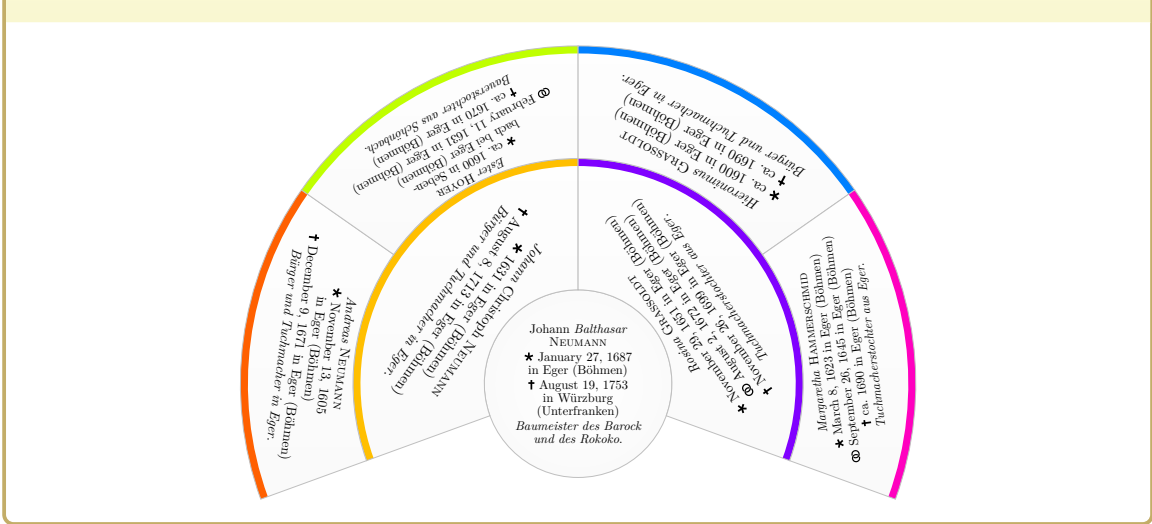 Johann Balthasar
NEUMANN
★ January 27, 1687
in Eger (Böhmen)
✝ August 19, 1753
in Würzburg
(Unterfranken)
Baumeister des Barock
und des Rokoko.
Johann Christoph NEUMANN
★ 1631 in Eger (Böhmen)
✝ August 8, 1713 in Eger (Böhmen)
Bürger und Tuchmacher in Eger.
Rosina GRASSOLDT
★ November 29, 1651 in Eger (Böhmen)
⚭ August 2, 1672 in Eger (Böhmen)
✝ November 26, 1699 in Eger (Böhmen)
Tuchmacherstochter aus Eger.
Andreas NEUMANN
★ November 13, 1605
in Eger (Böhmen)
✝ December 9, 1671 in Eger (Böhmen)
Bürger und Tuchmacher in Eger.
Ester HOYER
★ ca. 1600 in Seben-
bach bei Eger (Böhmen)
⚭ February 11, 1631 in Eger (Böhmen)
✝ ca. 1670 in Eger (Böhmen)
Bauerstochter aus Schönbach.
Hieronimus GRASSOLDT
★ ca. 1600 in Eger (Böhmen)
✝ ca. 1690 in Eger (Böhmen)
Bürger und Tuchmacher in Eger.
Margaretha HAMMERSCHMID
★ March 8, 1623 in Eger (Böhmen)
⚭ September 26, 1645 in Eger (Böhmen)
✝ ca. 1690 in Eger (Böhmen)
Tuchmacherstochter aus Eger.